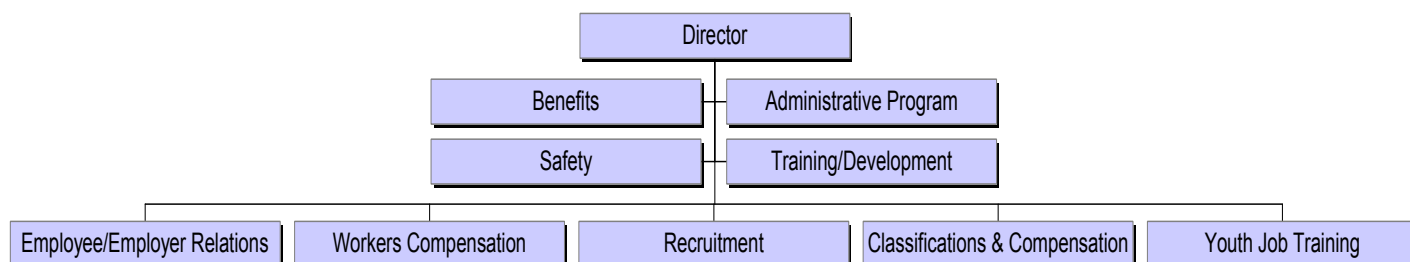 Director
Benefits
Administrative Program
Safety
Training/Development
Employee/Employer Relations
Workers Compensation
Recruitment
Classifications & Compensation
Youth Job Training